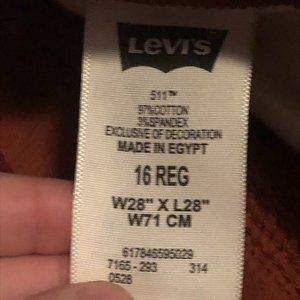 Levi's
511™
97%COTTON
3%SPANDEX
EXCLUSIVE OF DECORATION
MADE IN EGYPT
16 REG
W28" X L28"
W71 CM
617846595029
7165-293 314
0528